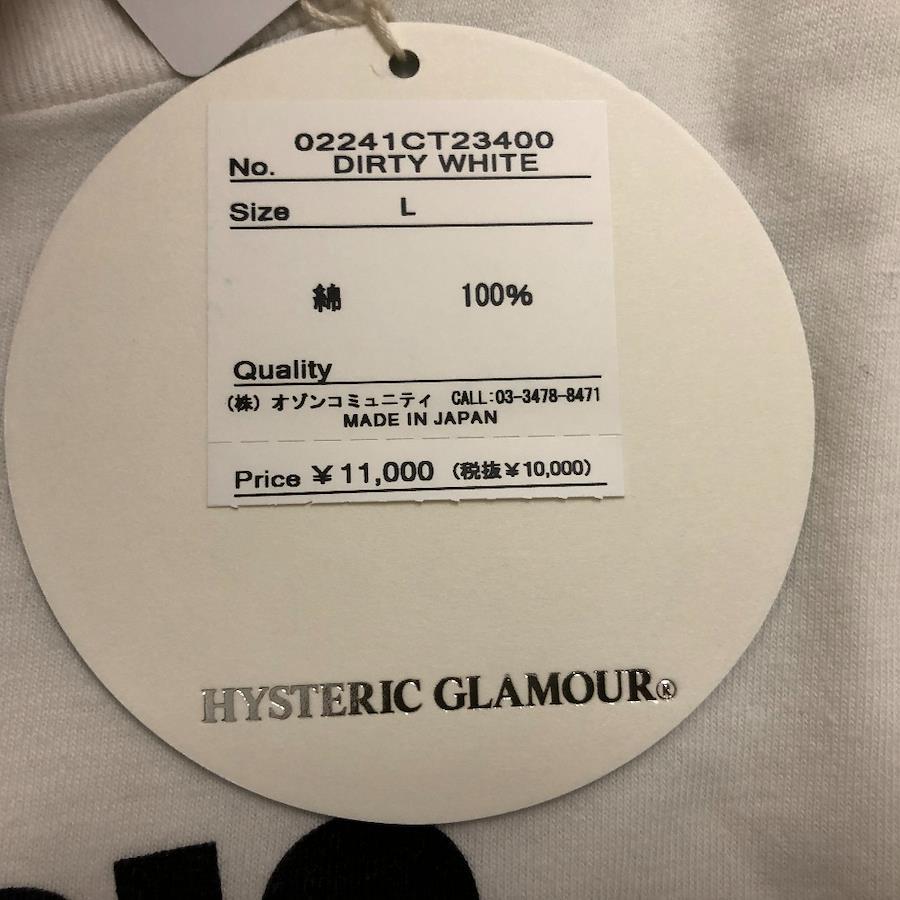 02241CT23400
No. DIRTY WHITE
Size L
綿 100%
Quality
(株) オゾンコミュニティ CALL:03-3478-8471
MADE IN JAPAN
Price ¥11,000 (税抜¥10,000)
HYSTERIC GLAMOUR®